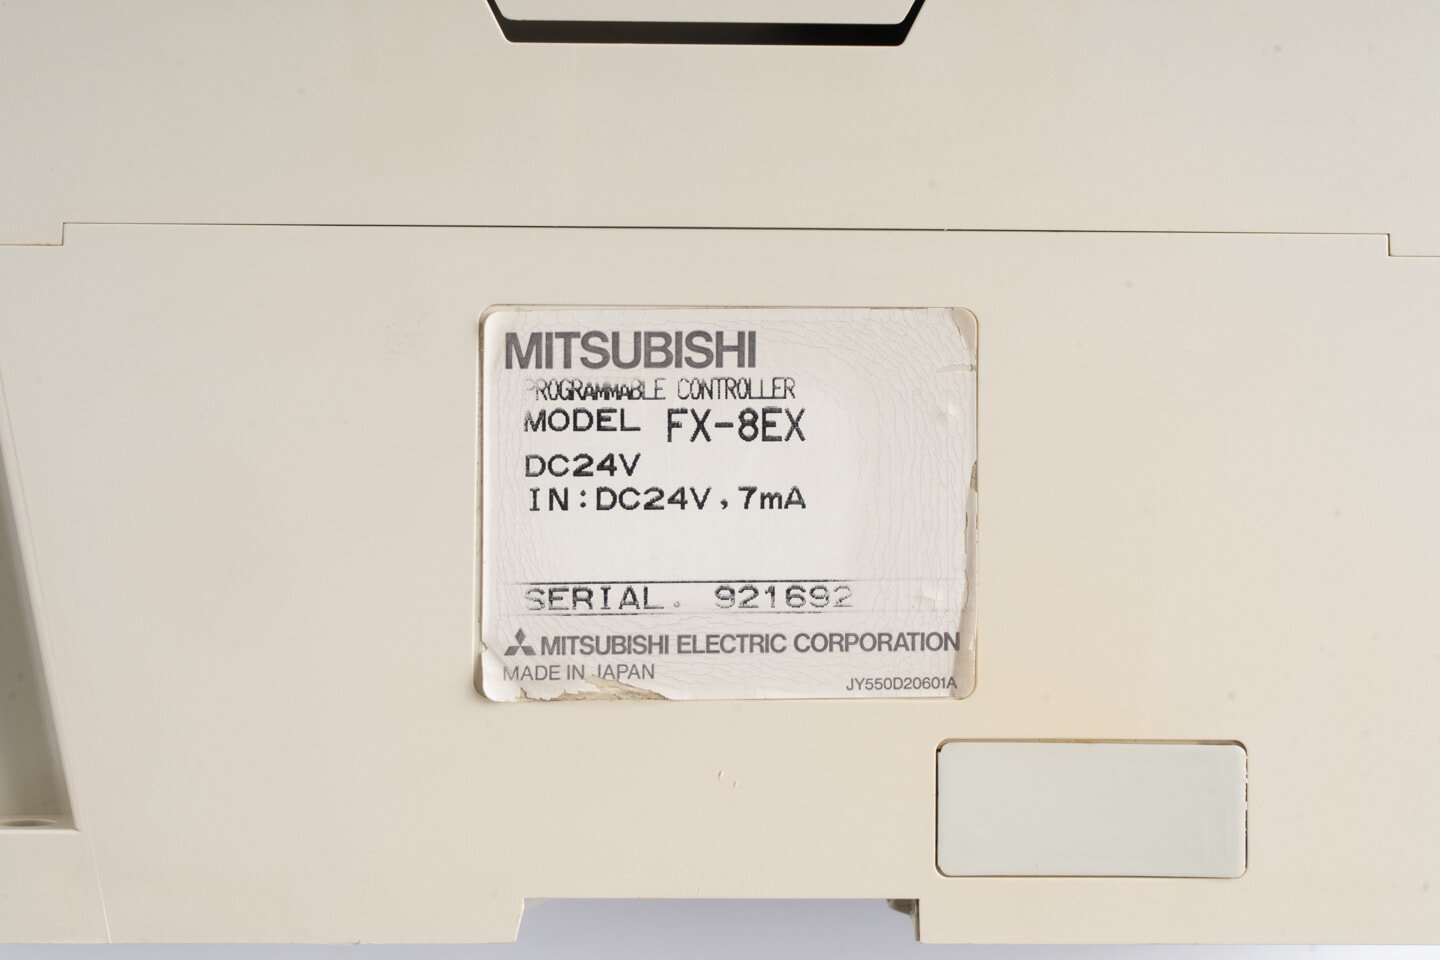 MITSUBISHI
PROGRAMMABLE CONTROLLER
MODEL FX-8EX
DC24V
IN:DC24V,7mA
SERIAL. 921692
MITSUBISHI ELECTRIC CORPORATION
MADE IN JAPAN
JY550D20601A